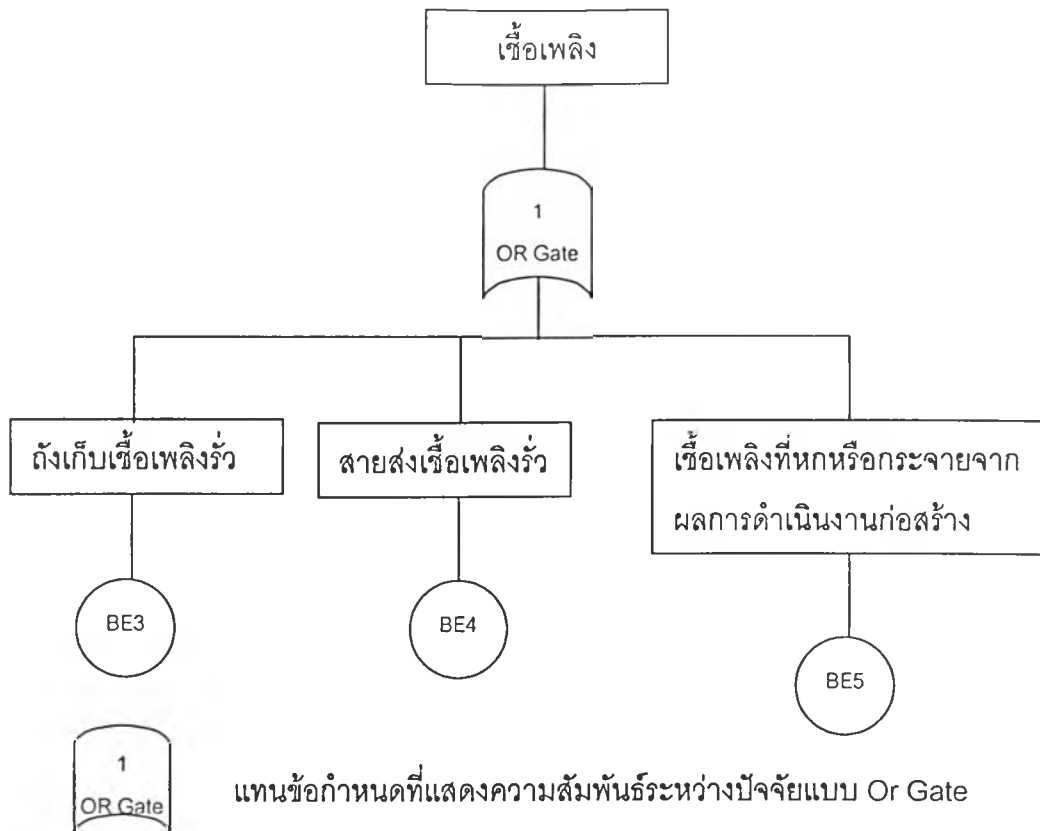 เชื้อเพลิง
1
OR Gate
ถังเก็บเชื้อเพลิงรั่ว
สายส่งเชื้อเพลิงรั่ว
เชื้อเพลิงที่หกหรือกระจายจาก
ผลการดำเนินงานก่อสร้าง
BE3
BE4
BE5
1
OR Gate
แทนข้อกำหนดที่แสดงความสัมพันธ์ระหว่างปัจจัยแบบ Or Gate